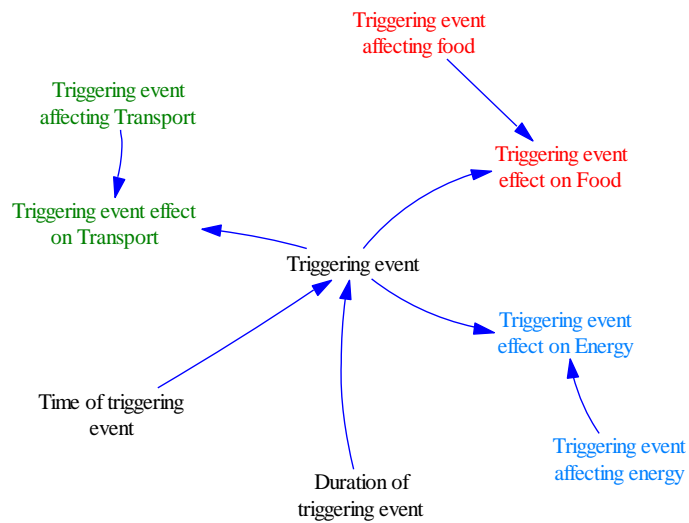 Triggering event
affecting food
Triggering event
affecting Transport
Triggering event
effect on Food
Triggering event effect
on Transport
Triggering event
Triggering event
effect on Energy
Time of triggering
event
Triggering event
affecting energy
Duration of
triggering event